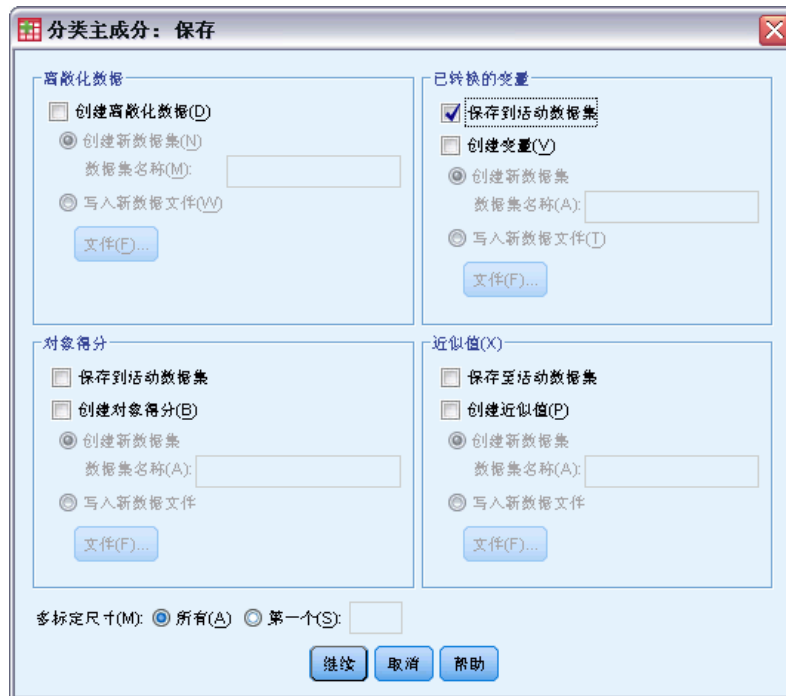 分类主成分: 保存
离散化数据
创建离散化数据(D)
创建新数据集(N)
数据集名称(M):
写入新数据文件(W)
文件(F)...
已转换的变量
保存到活动数据集
创建变量(V)
创建新数据集
数据集名称(A):
写入新数据文件(T)
文件(F)...
对象得分
保存到活动数据集
创建对象得分(B)
创建新数据集
数据集名称(A):
写入新数据文件
文件(F)...
近似值(X)
保存至活动数据集
创建近似值(P)
创建新数据集
数据集名称(A):
写入新数据文件
文件(F)...
多标定尺寸(M): 所有(A) 第一个(S):
继续 取消 帮助